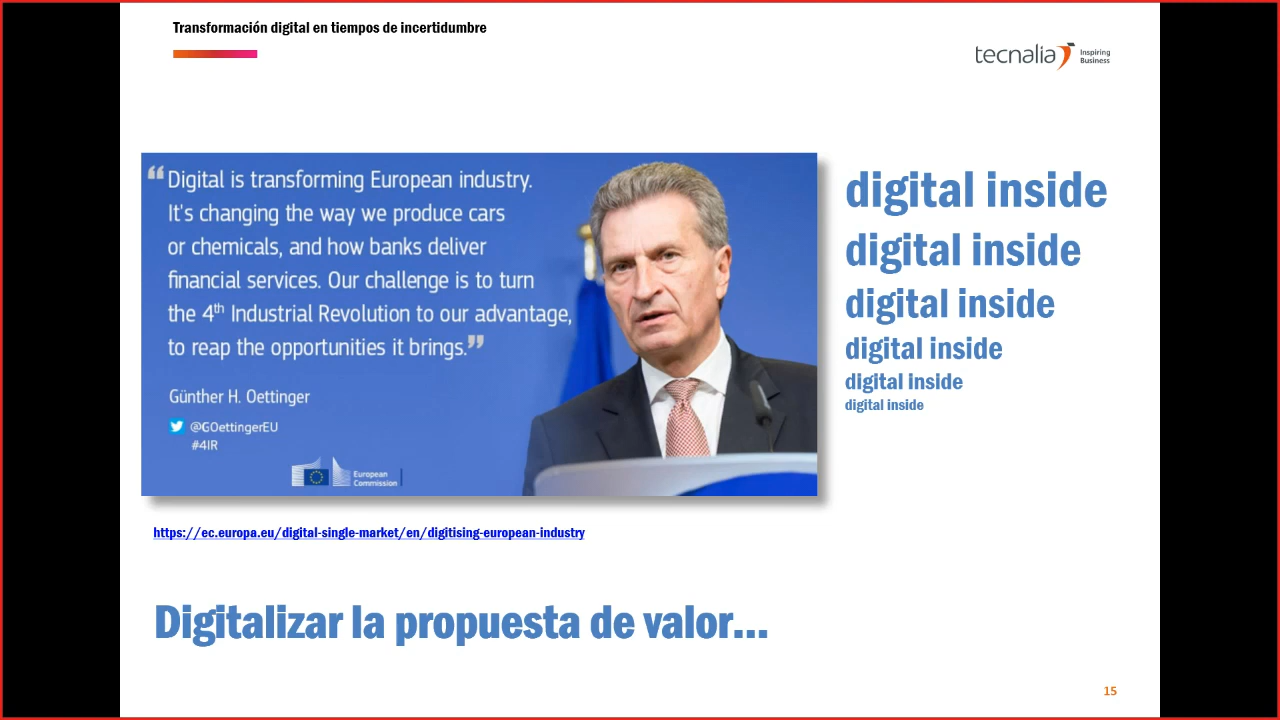 Transformación digital en tiempos de incertidumbre
tecnalia Inspiring
Business
“ Digital is transforming European industry.
It's changing the way we produce cars
or chemicals, and how banks deliver
financial services. Our challenge is to turn
the 4th Industrial Revolution to our advantage,
to reap the opportunities it brings.”
Günther H. Oettinger
@GOettingerEU
#4IR
European
Commission
digital inside
digital inside
digital inside
digital inside
digital inside
digital inside
https://ec.europa.eu/digital-single-market/en/digitising-european-industry
Digitalizar la propuesta de valor...
15